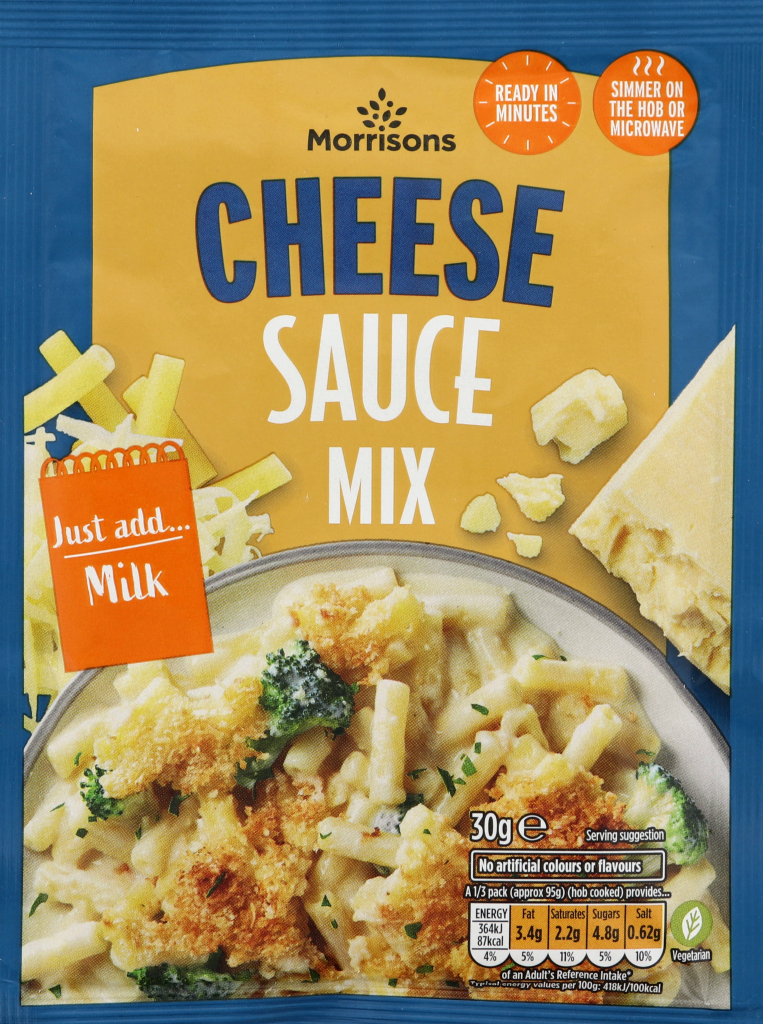 READY IN
MINUTES
SIMMER ON
THE HOB OR
MICROWAVE
Morrisons
CHEESE
SAUCE
MIX
Just add...
Milk
30g e
Serving suggestion
No artificial colours or flavours
A 1/3 pack (approx 95g) (hob cooked) provides...
ENERGY Fat Saturates Sugars Salt
364kJ
87kcal 3.4g 2.2g 4.8g 0.62g
4% 5% 11% 5% 10%
Vegetarian
of an Adult's Reference Intake*
Typical energy values per 100g: 418kJ/100kcal